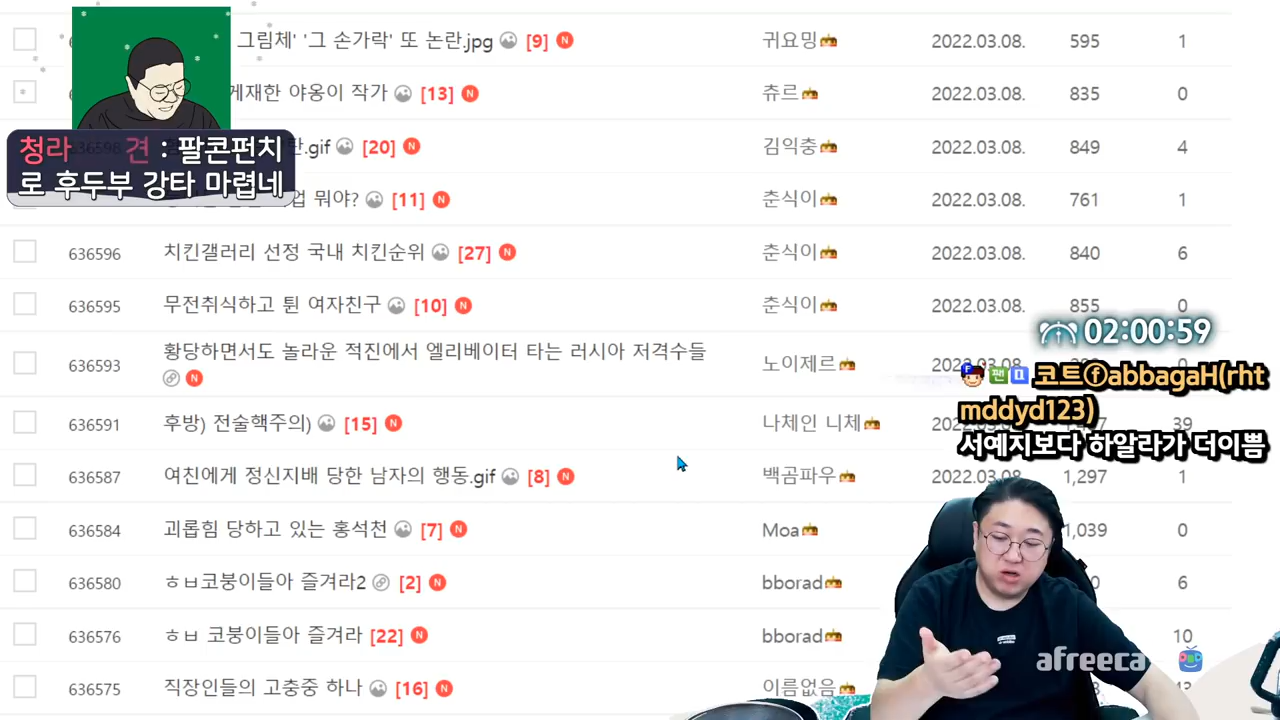 그림체' '그 손가락' 또 논란.jpg [9] N 귀요밍 2022.03.08. 595 1
게재한 야옹이 작가 [13] N 츄르 2022.03.08. 835 0
.gif [20] N 김익충 2022.03.08. 849 4
청라 견 : 팔콘펀치
로 후두부 강타 마렵네
뭐야? [11] N 춘식이 2022.03.08. 761 1
636596 치킨갤러리 선정 국내 치킨순위 [27] N 춘식이 2022.03.08. 840 6
636595 무전취식하고 튄 여자친구 [10] N 춘식이 2022.03.08. 855 0
02:00:59
636593 황당하면서도 놀라운 적진에서 엘리베이터 타는 러시아 저격수들
N 노이제르
F 팬 코트ⓕabbagaH(rht
mddyd123)
서예지보다 하알라가 더이쁨
636591 후방) 전술핵주의) [15] N 나체인 니체 39
636587 여친에게 정신지배 당한 남자의 행동.gif [8] N 백곰파우 2022.03.08. 1,297 1
636584 괴롭힘 당하고 있는 홍석천 [7] N Moa 1,039 0
636580 ㅎㅂ코붕이들아 즐겨라2 [2] N bborad 6
636576 ㅎㅂ 코붕이들아 즐겨라 [22] N bborad 10
afreeca
636575 직장인들의 고충중 하나 [16] N 이름없음